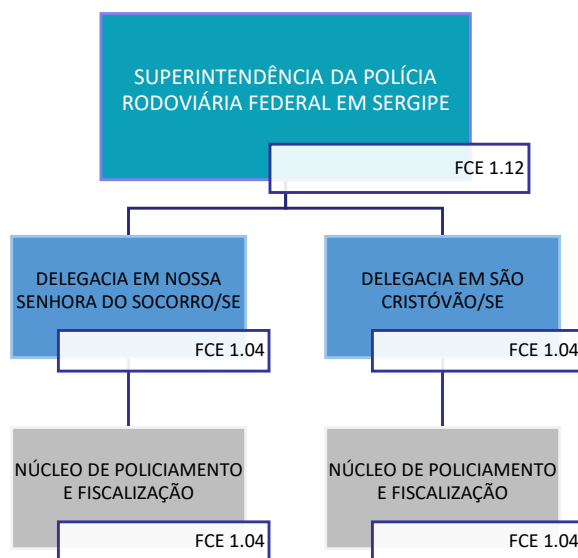 SUPERINTENDÊNCIA DA POLÍCIA
RODOVIÁRIA FEDERAL EM SERGIPE
FCE 1.12
DELEGACIA EM NOSSA
SENHORA DO SOCORRO/SE
FCE 1.04
DELEGACIA EM SÃO
CRISTÓVÃO/SE
FCE 1.04
NÚCLEO DE POLICIAMENTO
E FISCALIZAÇÃO
FCE 1.04
NÚCLEO DE POLICIAMENTO
E FISCALIZAÇÃO
FCE 1.04